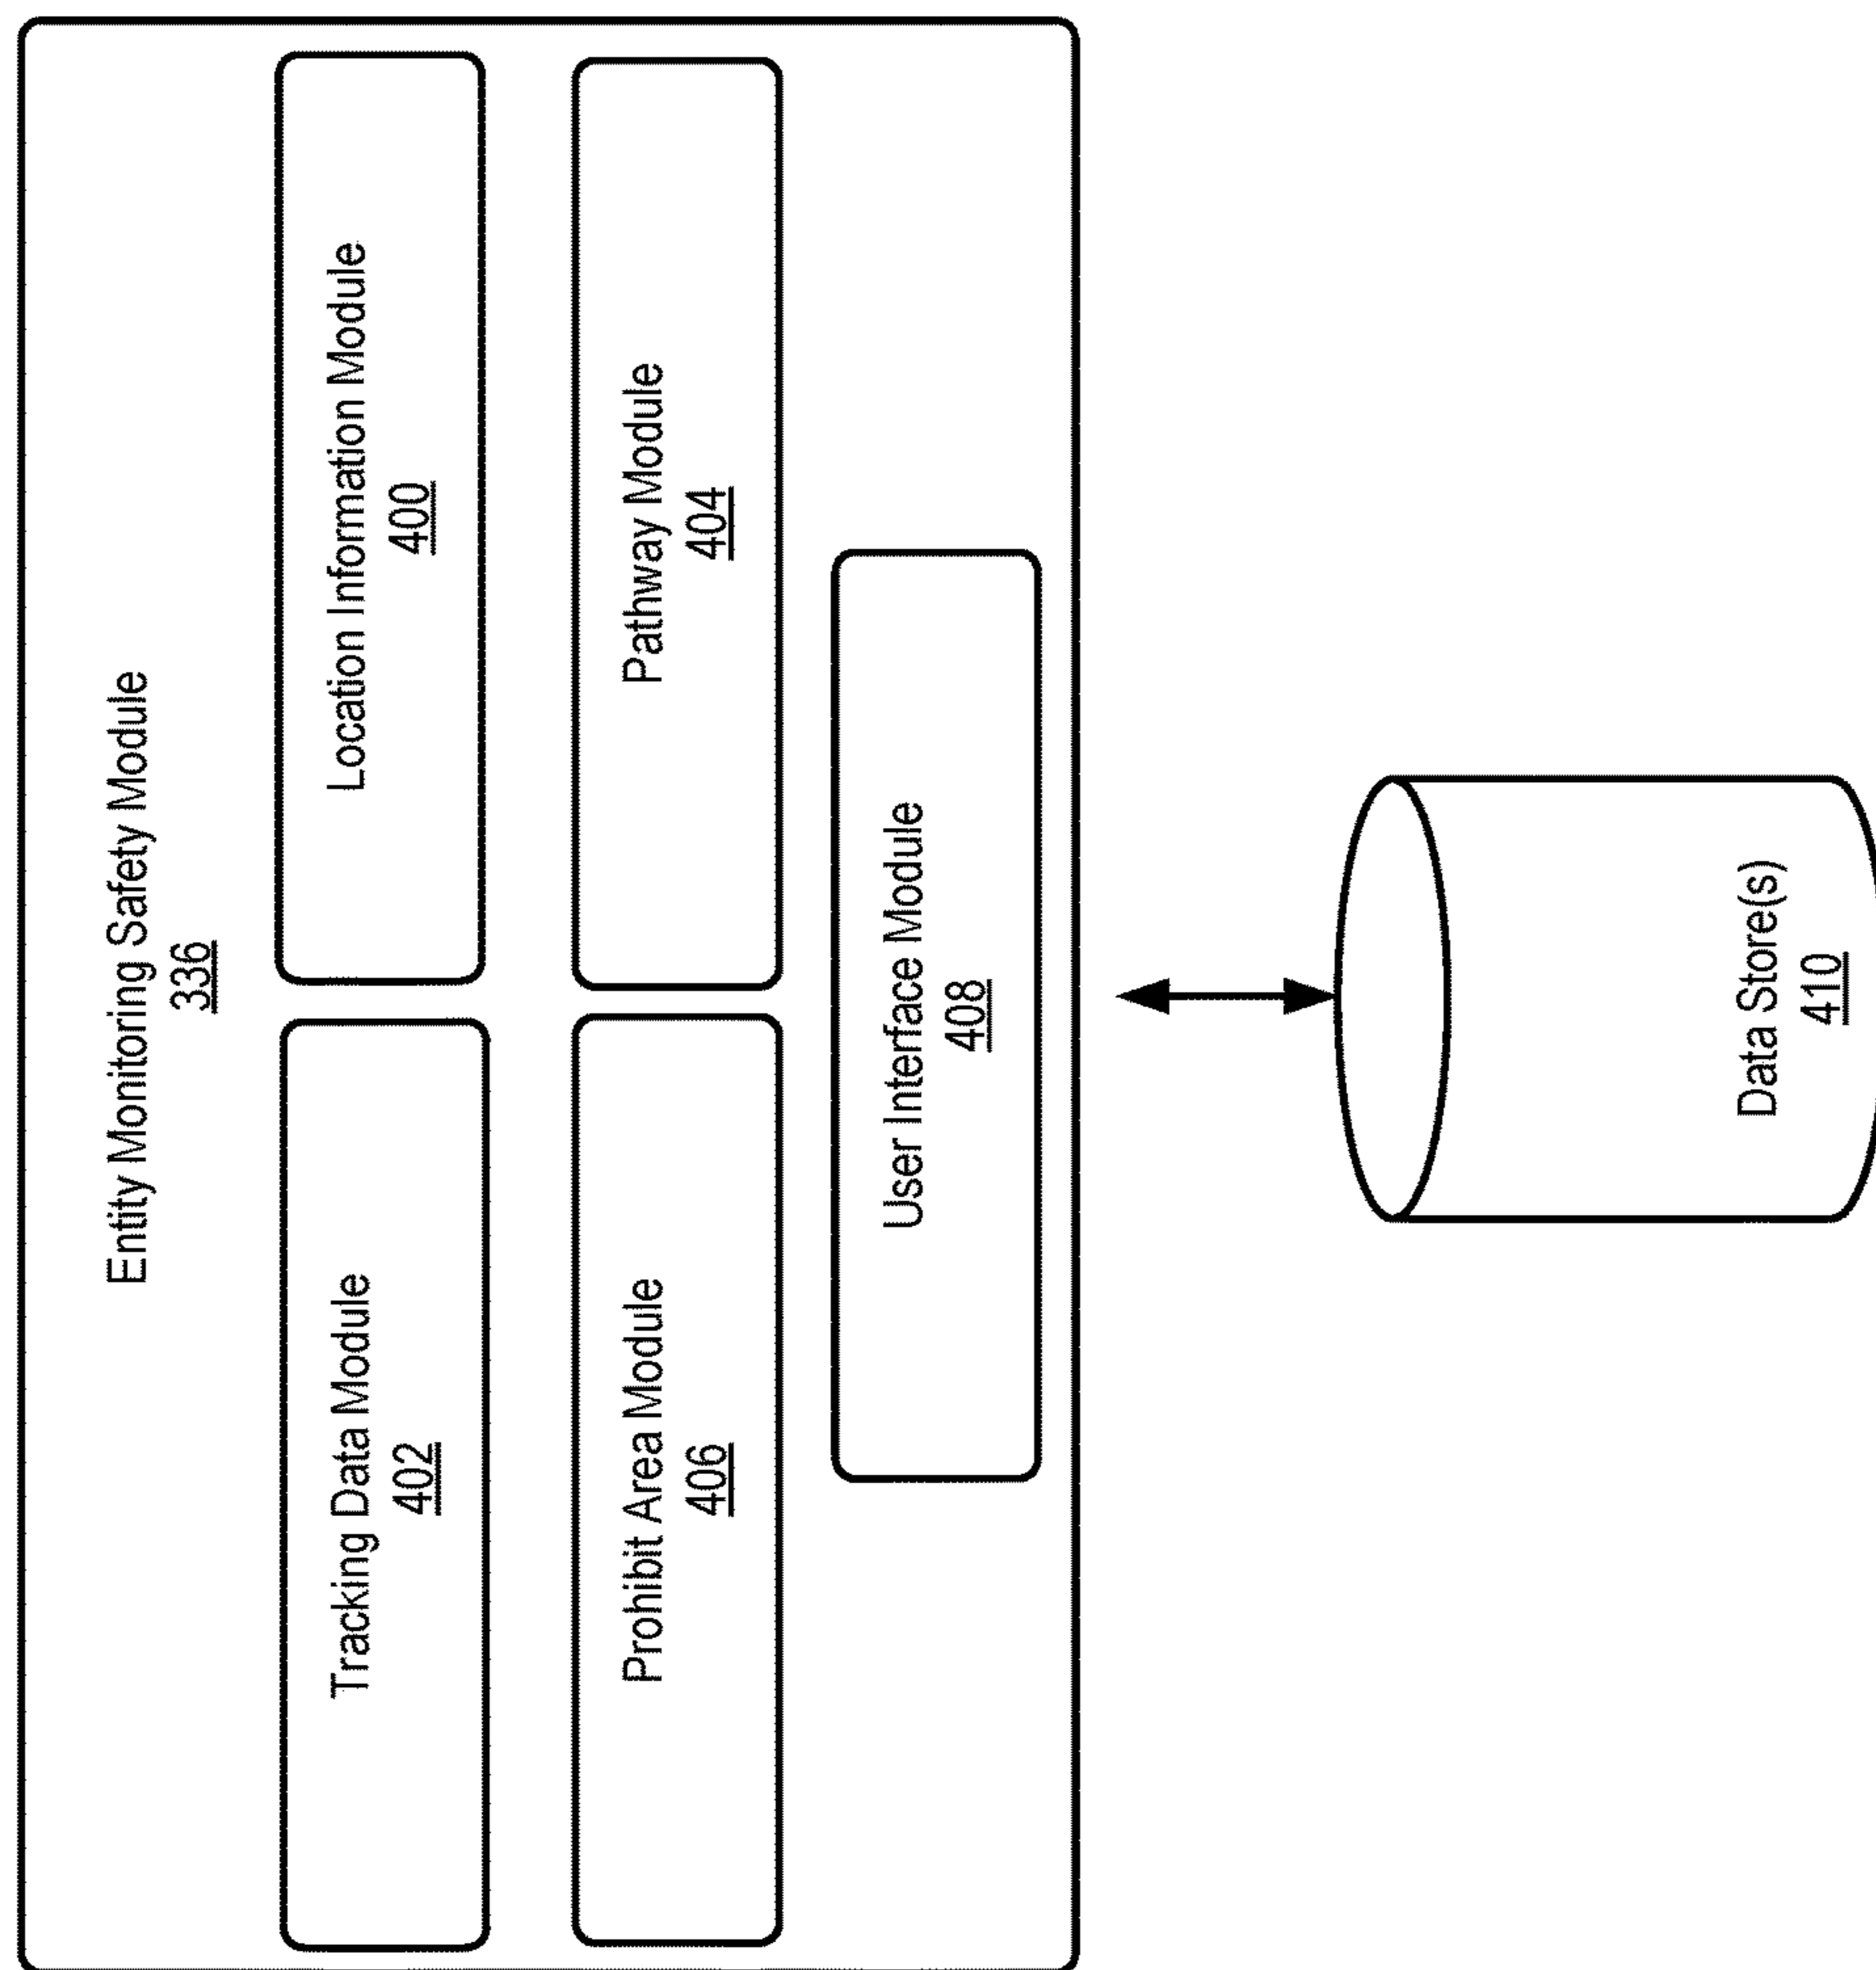 Entity Monitoring Safety Module
336
Tracking Data Module
402
Location Information Module
400
Prohibit Area Module
406
Pathway Module
404
User Interface Module
408
Data Store(s)
410